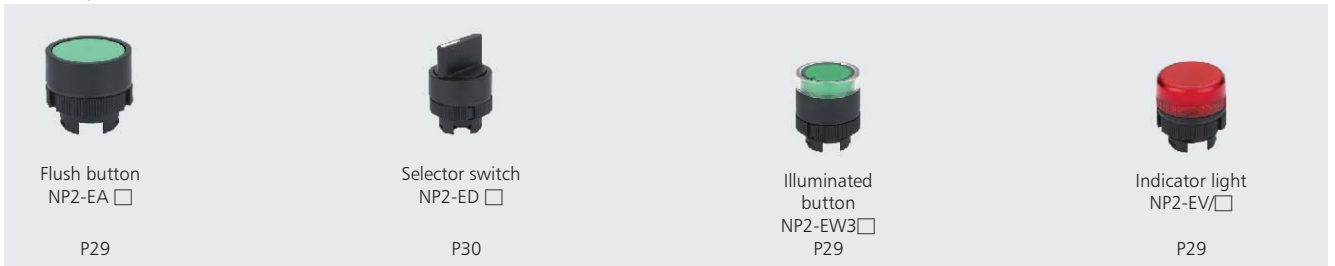 Flush button
NP2-EA □
P29
Selector switch
NP2-ED □
P30
Illuminated
button
NP2-EW3□
P29
Indicator light
NP2-EV/□
P29